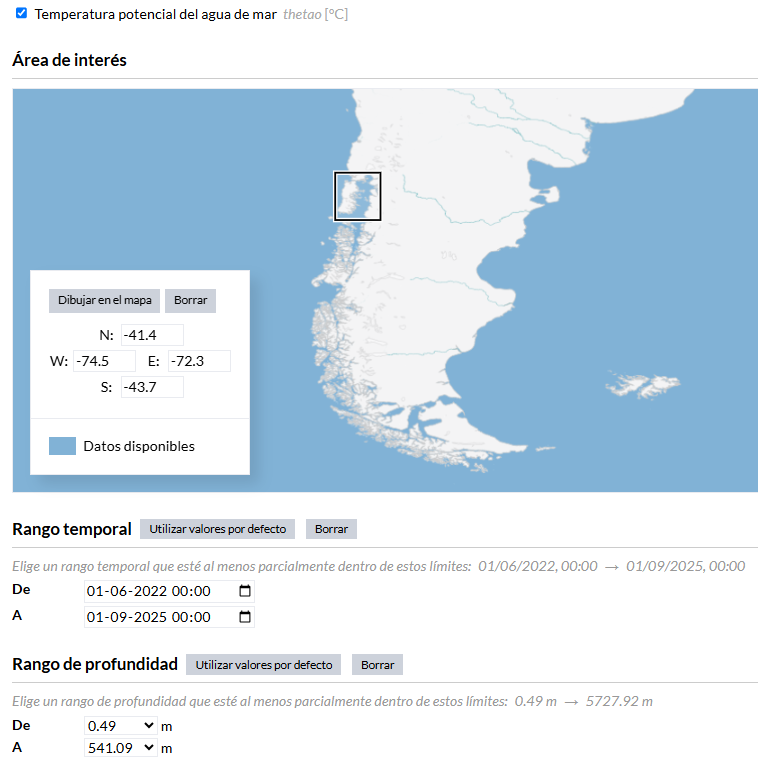 Temperatura potencial del agua de mar thetao [°C]
Área de interés
Dibujar en el mapa Borrar
N: -41.4
W: -74.5 E: -72.3
S: -43.7
Datos disponibles
Rango temporal Utilizar valores por defecto Borrar
Elige un rango temporal que esté al menos parcialmente dentro de estos límites: 01/06/2022, 00:00 → 01/09/2025, 00:00
De 01-06-2022 00:00
A 01-09-2025 00:00
Rango de profundidad Utilizar valores por defecto Borrar
Elige un rango de profundidad que esté al menos parcialmente dentro de estos límites: 0.49 m → 5727.92 m
De 0.49 m
A 541.09 m